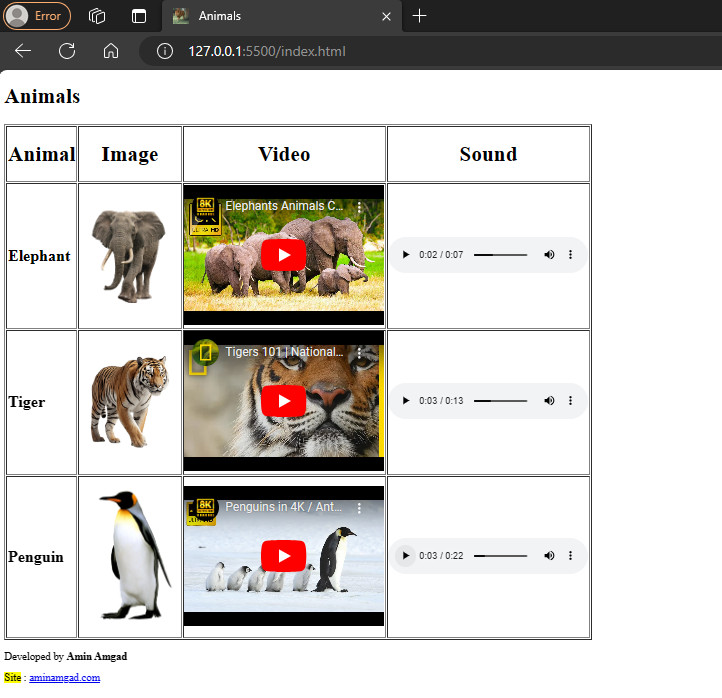 Error
Animals
127.0.0.1:5500/index.html
Animals
Animal Image Video Sound
Elephant
8K
ULTRA HD
Elephants Animals C...
0:02 / 0:07
Tiger
Tigers 101 | National...
0:03 / 0:13
Penguin
8K
Penguins in 4K / Ant...
0:03 / 0:22
Developed by Amin Amgad
Site : aminamgad.com